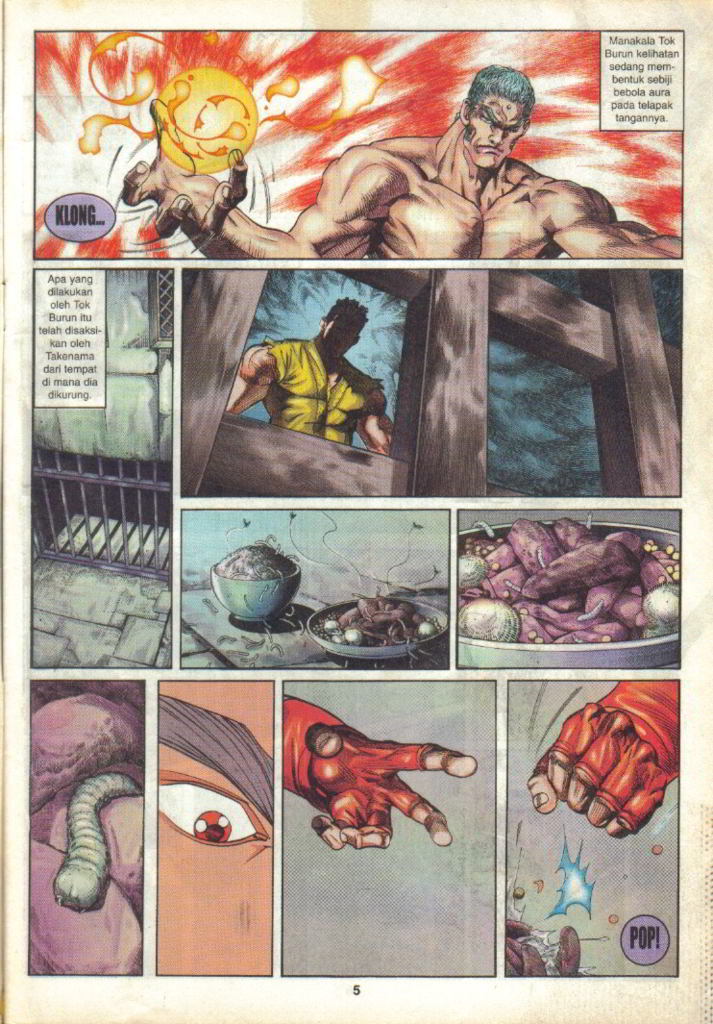 Manakala Tok
Burun kelihatan
sedang mem-
bentuk sebiji
bebola aura
pada telapak
tangannya.
KLONG...
Apa yang
dilakukan
oleh Tok
Burun itu
telah disaksi-
kan oleh
Takenama
dari tempat
di mana dia
dikurung.
POP!
5